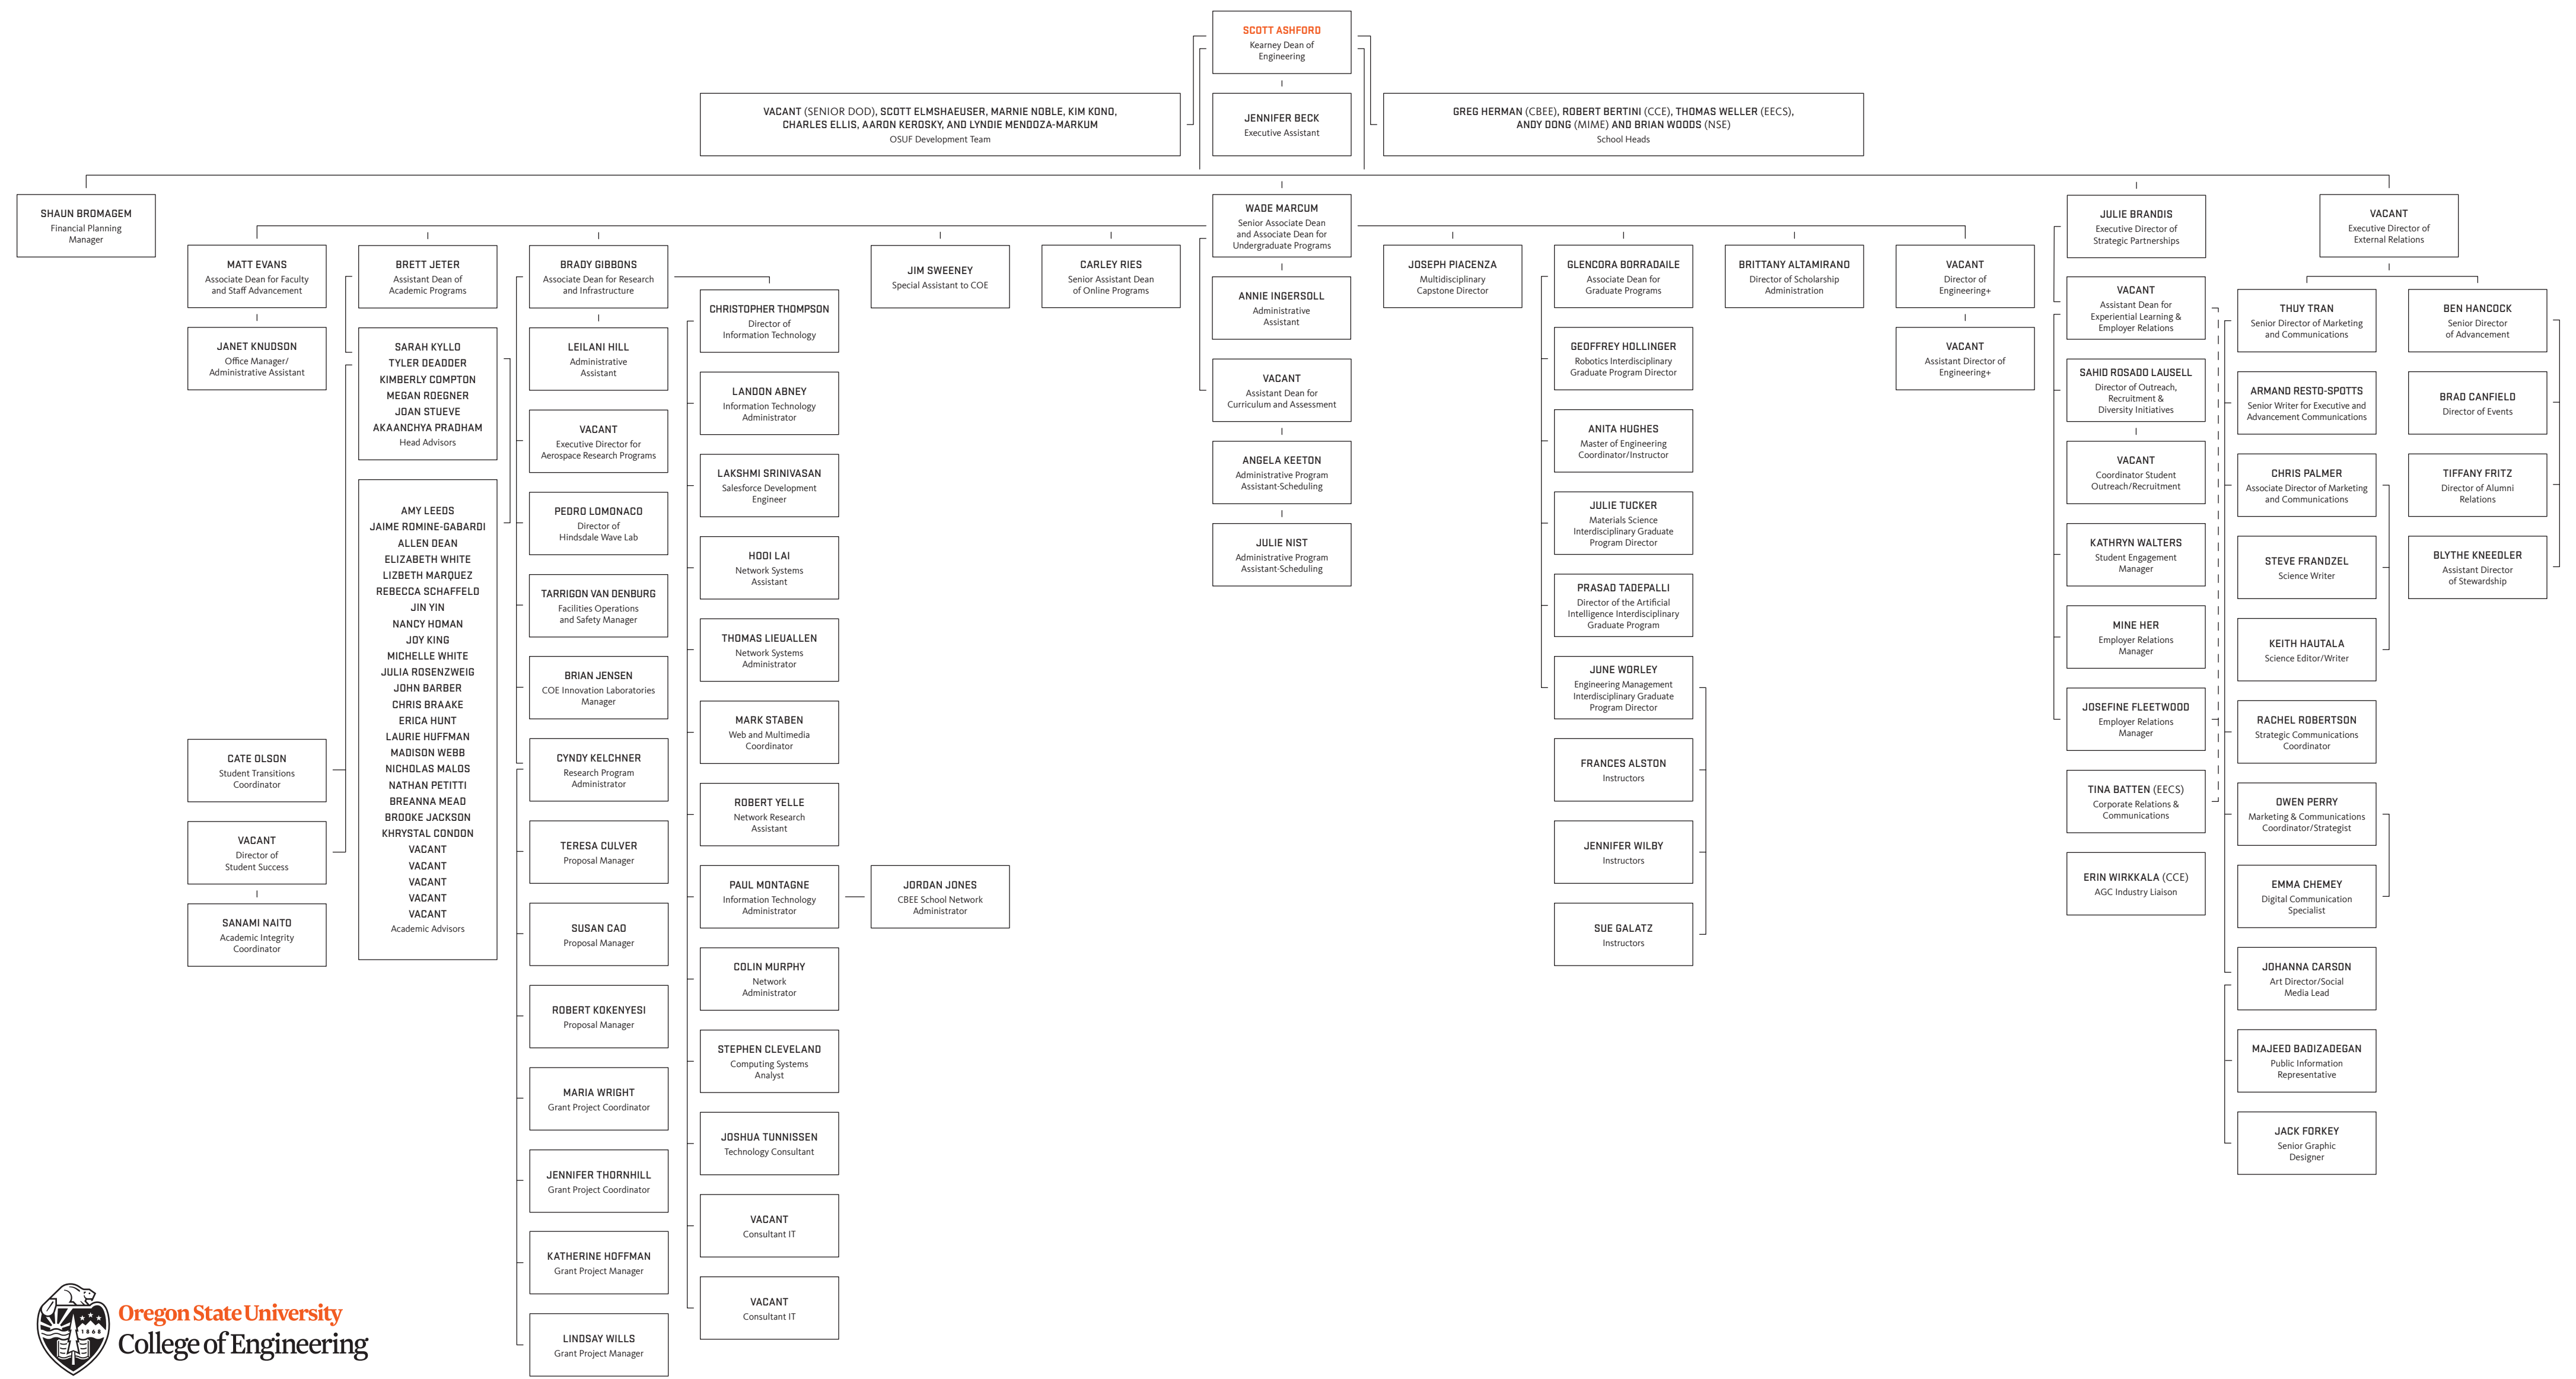 SCOTT ASHFORD
Kearney Dean of
Engineering
VACANT (SENIOR DOD), SCOTT ELMSHAEUSER, MARNIE NOBLE, KIM KONO,
CHARLES ELLIS, AARON KEROSKY, AND LYNDIE MENDOZA-MARKUM
OSUF Development Team
JENNIFER BECK
Executive Assistant
GREG HERMAN (CBEE), ROBERT BERTINI (CCE), THOMAS WELLER (EECS),
ANDY DONG (MIME) AND BRIAN WOODS (NSE)
School Heads
SHAUN BROMAGEM
Financial Planning
Manager
WADE MARCUM
Senior Associate Dean
and Associate Dean for
Undergraduate Programs
JULIE BRANDIS
Executive Director of
Strategic Partnerships
VACANT
Executive Director of
External Relations
MATT EVANS
Associate Dean for Faculty
and Staff Advancement
JANET KNUDSON
Office Manager/
Administrative Assistant
BRETT JETER
Assistant Dean of
Academic Programs
SARAH KYLLO
TYLER DEADDER
KIMBERLY COMPTON
MEGAN ROEGNER
JOAN STUEVE
AKAANCHYA PRADHAM
Head Advisors
AMY LEEDS
JAIME ROMINE-GABARDI
ALLEN DEAN
ELIZABETH WHITE
LIZBETH MARQUEZ
REBECCA SCHAFFELD
JIN YIN
NANCY HOMAN
JOY KING
MICHELLE WHITE
JULIA ROSENZWEIG
JOHN BARBER
CHRIS BRAAKE
ERICA HUNT
LAURIE HUFFMAN
MADISON WEBB
NICHOLAS MALOS
NATHAN PETITTI
BREANNA MEAD
BROOKE JACKSON
KHRYSTAL CONDON
VACANT
VACANT
VACANT
VACANT
VACANT
Academic Advisors
CATE OLSON
Student Transitions
Coordinator
VACANT
Director of
Student Success
SANAMI NAITO
Academic Integrity
Coordinator
BRADY GIBBONS
Associate Dean for Research
and Infrastructure
LEILANI HILL
Administrative
Assistant
VACANT
Executive Director for
Aerospace Research Programs
PEDRO LOMONACO
Director of
Hindsdale Wave Lab
TARRIGON VAN DENBURG
Facilities Operations
and Safety Manager
BRIAN JENSEN
COE Innovation Laboratories
Manager
CYNDY KELCHNER
Research Program
Administrator
TERESA CULVER
Proposal Manager
SUSAN CAO
Proposal Manager
ROBERT KOKENYESI
Proposal Manager
MARIA WRIGHT
Grant Project Coordinator
JENNIFER THORNHILL
Grant Project Coordinator
KATHERINE HOFFMAN
Grant Project Manager
LINDSAY WILLS
Grant Project Manager
CHRISTOPHER THOMPSON
Director of
Information Technology
LANDON ABNEY
Information Technology
Administrator
LAKSHMI SRINIVASAN
Salesforce Development
Engineer
HOOI LAI
Network Systems
Assistant
THOMAS LIEUALLEN
Network Systems
Administrator
MARK STABEN
Web and Multimedia
Coordinator
ROBERT YELLE
Network Research
Assistant
PAUL MONTAGNE
Information Technology
Administrator
JORDAN JONES
CBEE School Network
Administrator
COLIN MURPHY
Network
Administrator
STEPHEN CLEVELAND
Computing Systems
Analyst
JOSHUA TUNNISSEN
Technology Consultant
VACANT
Consultant IT
VACANT
Consultant IT
JIM SWEENEY
Special Assistant to COE
CARLEY RIES
Senior Assistant Dean
of Online Programs
ANNIE INGERSOLL
Administrative
Assistant
VACANT
Assistant Dean for
Curriculum and Assessment
ANGELA KEETON
Administrative Program
Assistant-Scheduling
JULIE NIST
Administrative Program
Assistant-Scheduling
JOSEPH PIACENZA
Multidisciplinary
Capstone Director
GLENCORA BORRADAILE
Associate Dean for
Graduate Programs
GEOFFREY HOLLINGER
Robotics Interdisciplinary
Graduate Program Director
ANITA HUGHES
Master of Engineering
Coordinator/Instructor
JULIE TUCKER
Materials Science
Interdisciplinary Graduate
Program Director
PRASAD TADEPALLI
Director of the Artificial
Intelligence Interdisciplinary
Graduate Program
JUNE WORLEY
Engineering Management
Interdisciplinary Graduate
Program Director
FRANCES ALSTON
Instructors
JENNIFER WILBY
Instructors
SUE GALATZ
Instructors
BRITTANY ALTAMIRANO
Director of Scholarship
Administration
VACANT
Director of
Engineering+
VACANT
Assistant Director of
Engineering+
VACANT
Assistant Dean for
Experiential Learning &
Employer Relations
SAHID ROSADO LAUSELL
Director of Outreach,
Recruitment &
Diversity Initiatives
VACANT
Coordinator Student
Outreach/Recruitment
KATHRYN WALTERS
Student Engagement
Manager
MINE HER
Employer Relations
Manager
JOSEFINE FLEETWOOD
Employer Relations
Manager
TINA BATTEN (EECS)
Corporate Relations &
Communications
ERIN WIRKKALA (CCE)
AGC Industry Liaison
THUY TRAN
Senior Director of Marketing
and Communications
ARMAND RESTO-SPOTTS
Senior Writer for Executive and
Advancement Communications
CHRIS PALMER
Associate Director of Marketing
and Communications
STEVE FRANDZEL
Science Writer
KEITH HAUTALA
Science Editor/Writer
RACHEL ROBERTSON
Strategic Communications
Coordinator
OWEN PERRY
Marketing & Communications
Coordinator/Strategist
EMMA CHEMEY
Digital Communication
Specialist
JOHANNA CARSON
Art Director/Social
Media Lead
MAJEED BADIZADEGAN
Public Information
Representative
JACK FORKEY
Senior Graphic
Designer
BEN HANCOCK
Senior Director
of Advancement
BRAD CANFIELD
Director of Events
TIFFANY FRITZ
Director of Alumni
Relations
BLYTHE KNEEDLER
Assistant Director
of Stewardship
1868
Oregon State University
College of Engineering